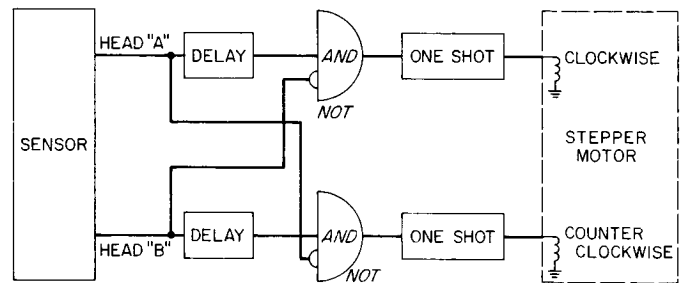 HEAD "A"
DELAY
AND
NOT
ONE SHOT
CLOCKWISE
SENSOR
STEPPER
MOTOR
HEAD "B"
DELAY
AND
NOT
ONE SHOT
COUNTER
CLOCKWISE